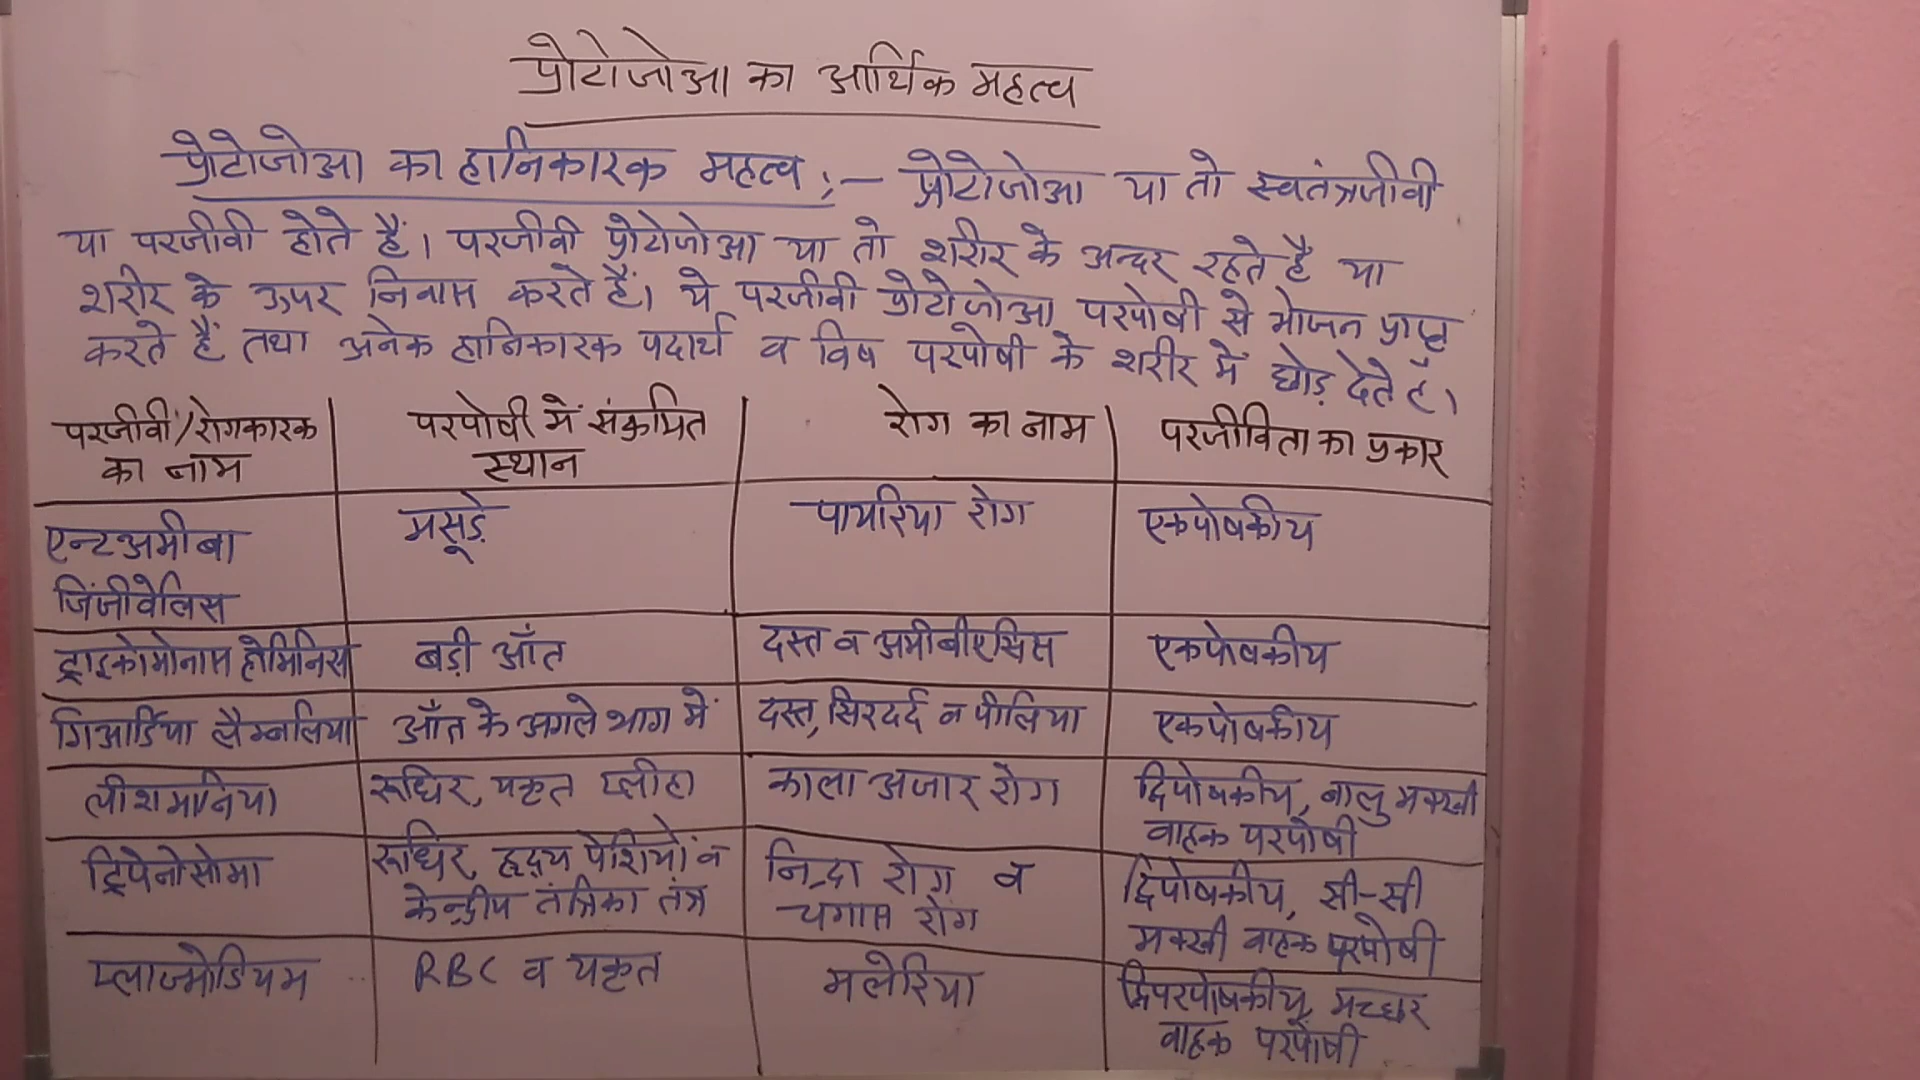 प्रोटोजोआ का आर्थिक महत्व
प्रोटोजोआ का हानिकारक महत्व :— प्रोटोजोआ या तो स्वतंत्रजीवी
या परजीवी होते हैं। परजीवी प्रोटोजोआ या तो शरीर के अन्दर रहते है या
शरीर के ऊपर निवास करते हैं। ये परजीवी प्रोटोजोआ परपोषी से भोजन प्राप्त
करते हैं तथा अनेक हानिकारक पदार्थ व विष परपोषी के शरीर में छोड़ देते हैं।
परजीवी/रोगकारक का नाम
परपोषी में संक्रमित स्थान
रोग का नाम
परजीविता का प्रकार
एन्टअमीबा जिंजीवेलिस
मसूड़े
पायरिया रोग
एकपोषकीय
ट्राइकोमोनास होमिनिस
बड़ी आँत
दस्त व अमीबीएसिस
एकपोषकीय
गिआर्डिया लैम्बलिया
आँत के अगले भाग में
दस्त, सिरदर्द व पीलिया
एकपोषकीय
लीशमानिया
रूधिर, यकृत प्लीहा
काला अजार रोग
द्विपोषकीय, बालु मक्खी
वाहक परपोषी
ट्रिपेनोसोमा
रूधिर, हृदय पेशियों व
केन्द्रीय तंत्रिका तंत्र
निद्रा रोग व
चगास रोग
द्विपोषकीय, सी-सी
मक्खी वाहक परपोषी
प्लाज्मोडियम
RBC व यकृत
मलेरिया
द्विपरपोषकीय, मच्छर
वाहक परपोषी